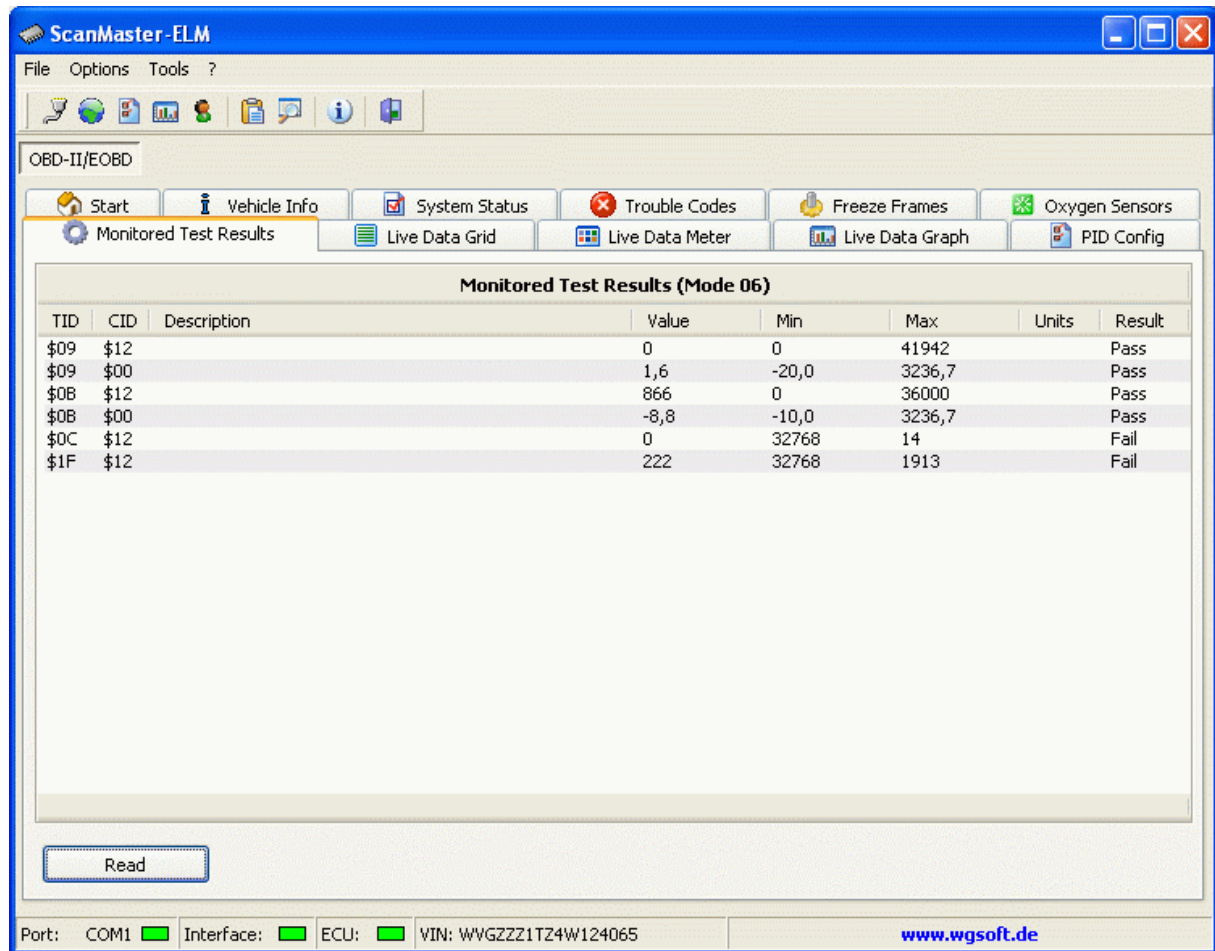 ScanMaster-ELM
File Options Tools ?
OBD-II/EOBD
Start Vehicle Info System Status Trouble Codes Freeze Frames Oxygen Sensors
Monitored Test Results Live Data Grid Live Data Meter Live Data Graph PID Config
Monitored Test Results (Mode 06)
TID CID Description Value Min Max Units Result
$09 $12 0 0 41942 Pass
$09 $00 1,6 -20,0 3236,7 Pass
$0B $12 866 0 36000 Pass
$0B $00 -8,8 -10,0 3236,7 Pass
$0C $12 0 32768 14 Fail
$1F $12 222 32768 1913 Fail
Read
Port: COM1 Interface: ECU: VIN: WVGZZZ1TZ4W124065 www.wgsoft.de